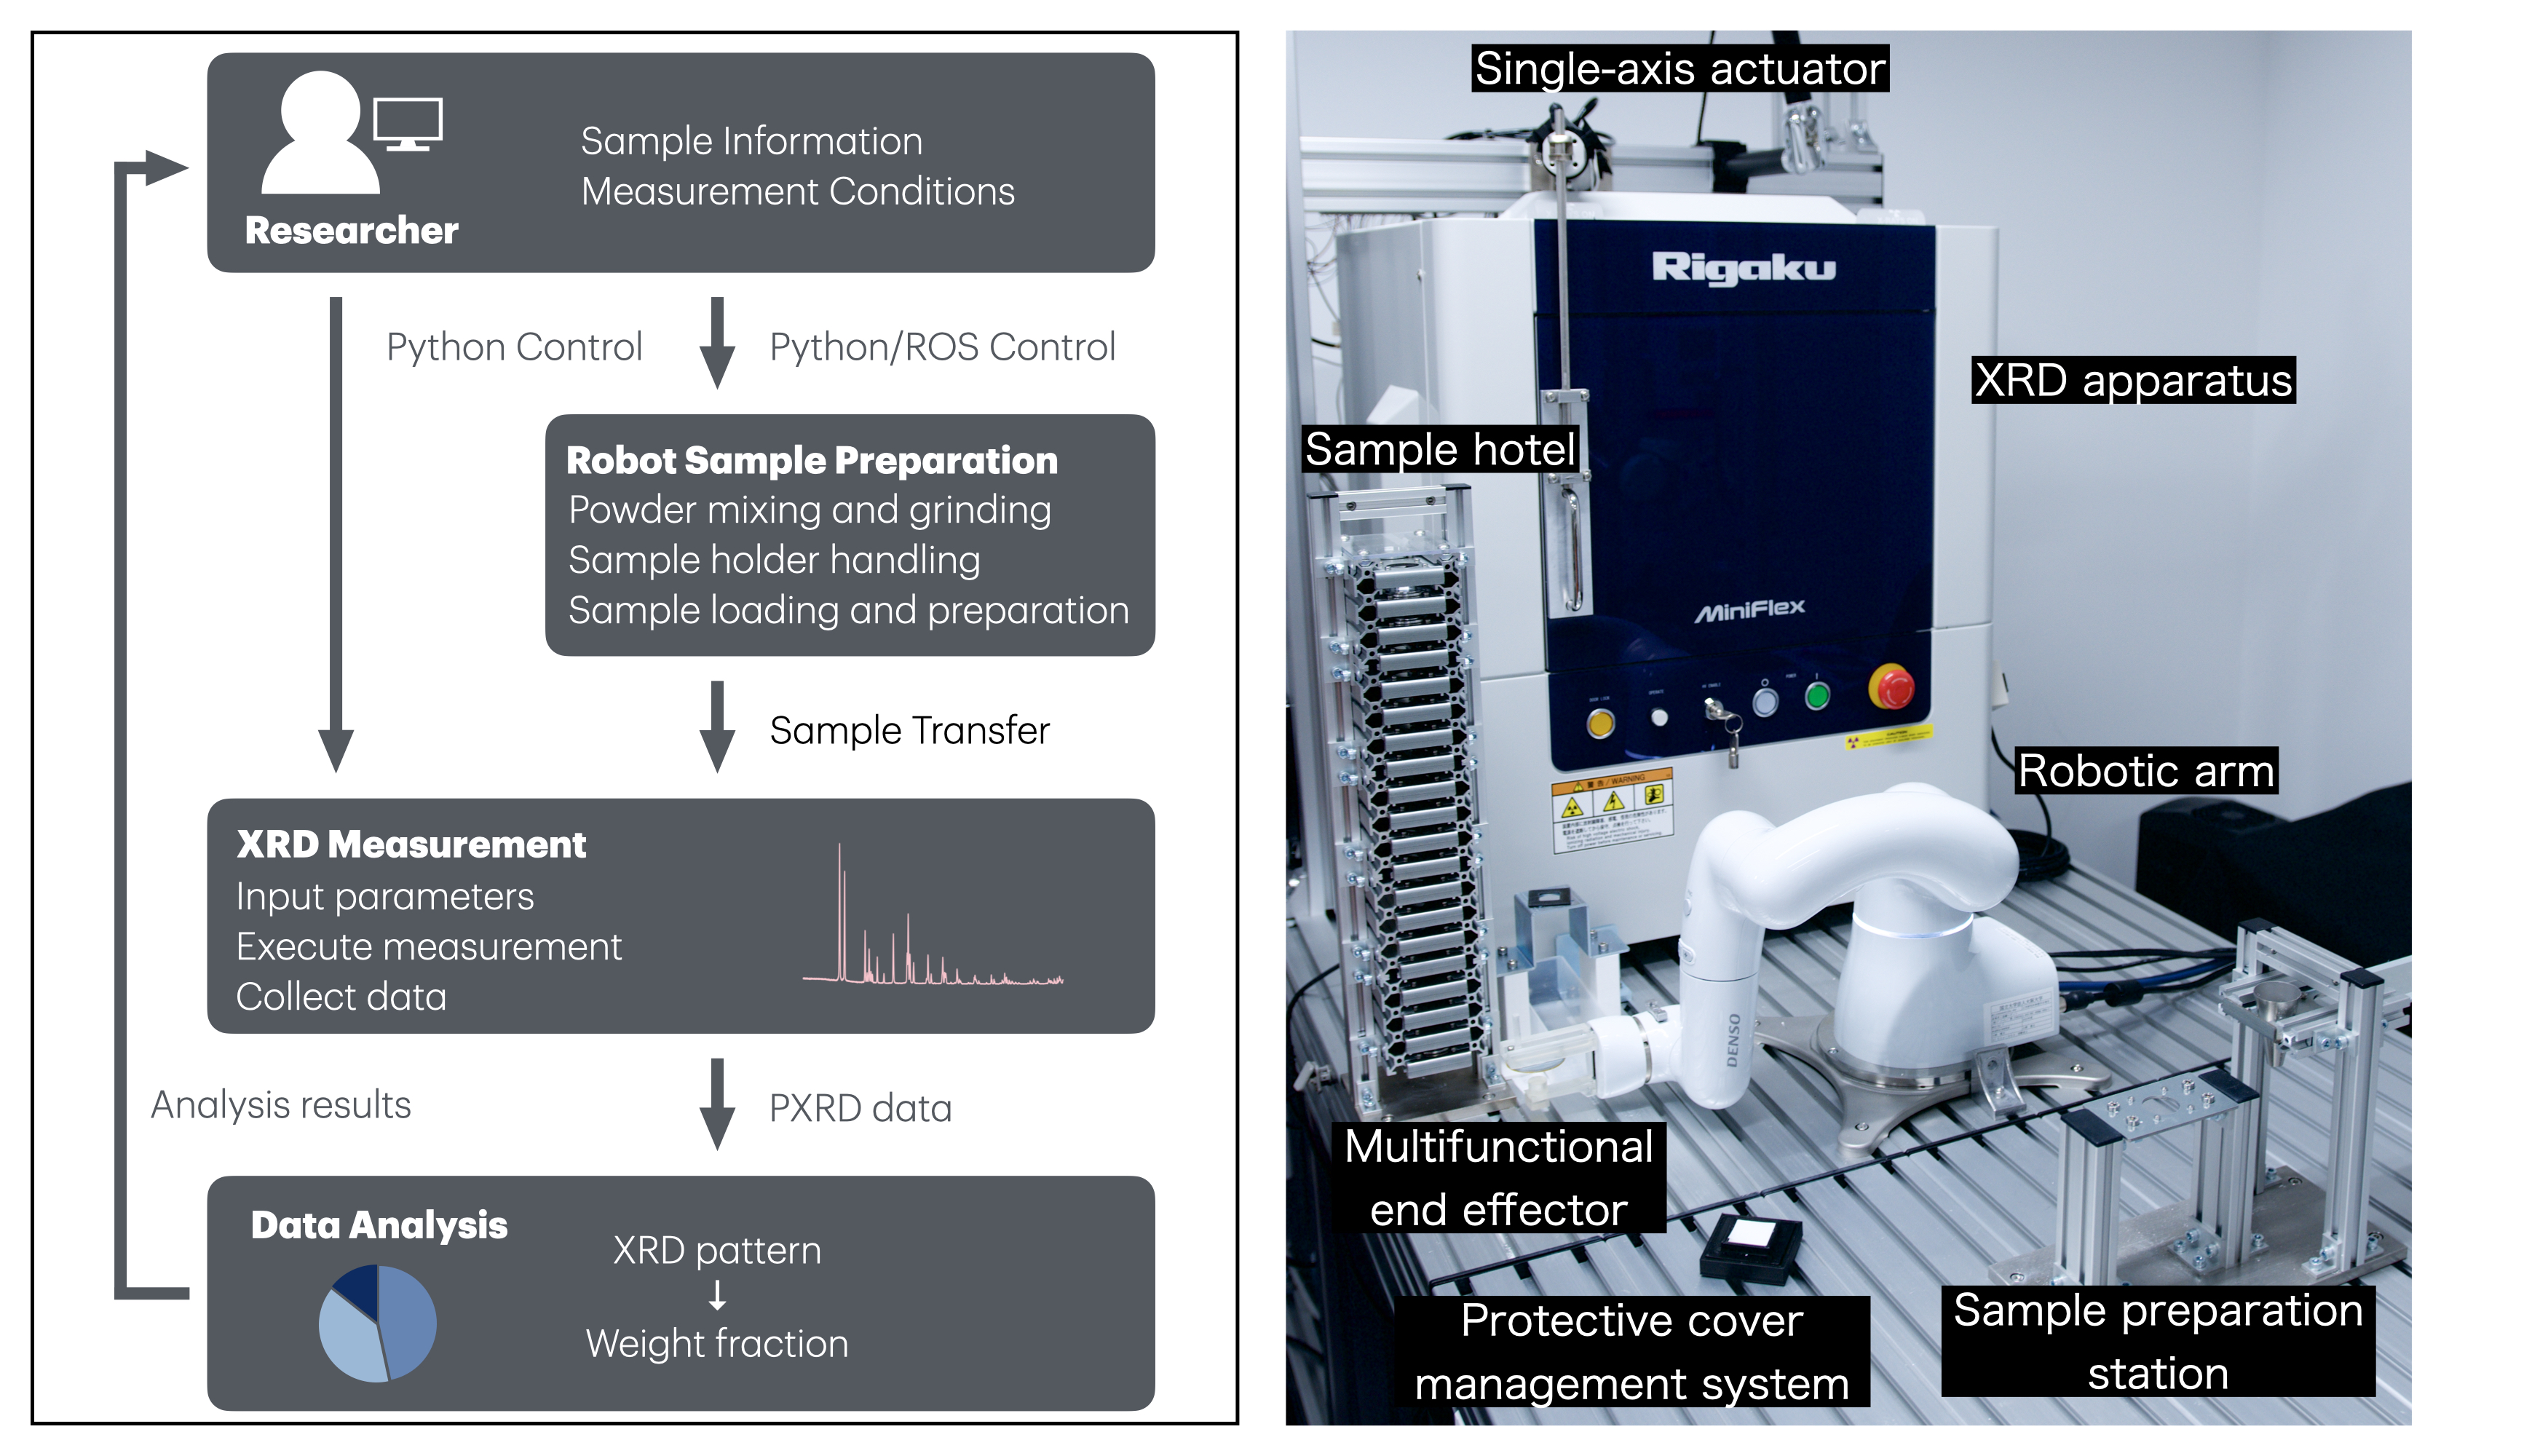 Researcher
Sample Information
Measurement Conditions
Python Control
Python/ROS Control
Robot Sample Preparation
Powder mixing and grinding
Sample holder handling
Sample loading and preparation
Sample Transfer
XRD Measurement
Input parameters
Execute measurement
Collect data
Analysis results
PXRD data
Data Analysis
XRD pattern
Weight fraction
Single-axis actuator
Rigaku
XRD apparatus
Sample hotel
MiniFlex
警告/WARNING
Robotic arm
DENSO
Multifunctional
end effector
Protective cover
management system
Sample preparation
station